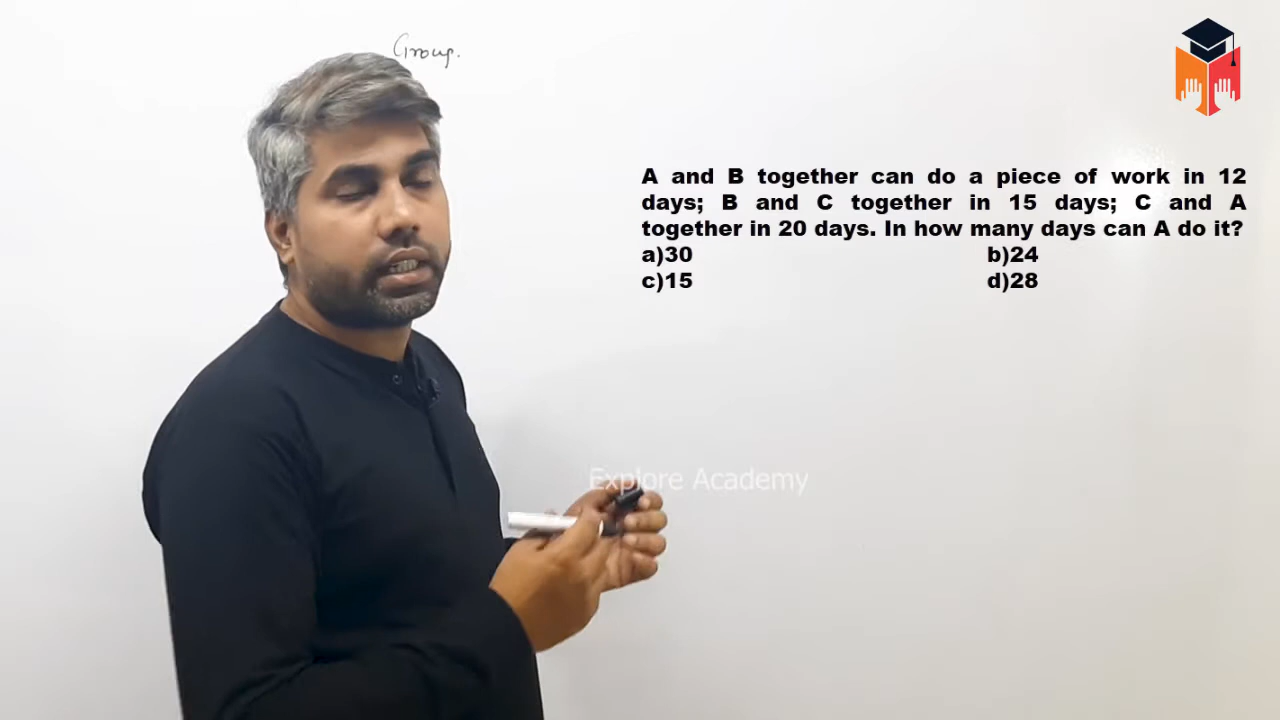 Group.
A and B together can do a piece of work in 12
days; B and C together in 15 days; C and A
together in 20 days. In how many days can A do it?
a)30 b)24
c)15 d)28
Explore Academy